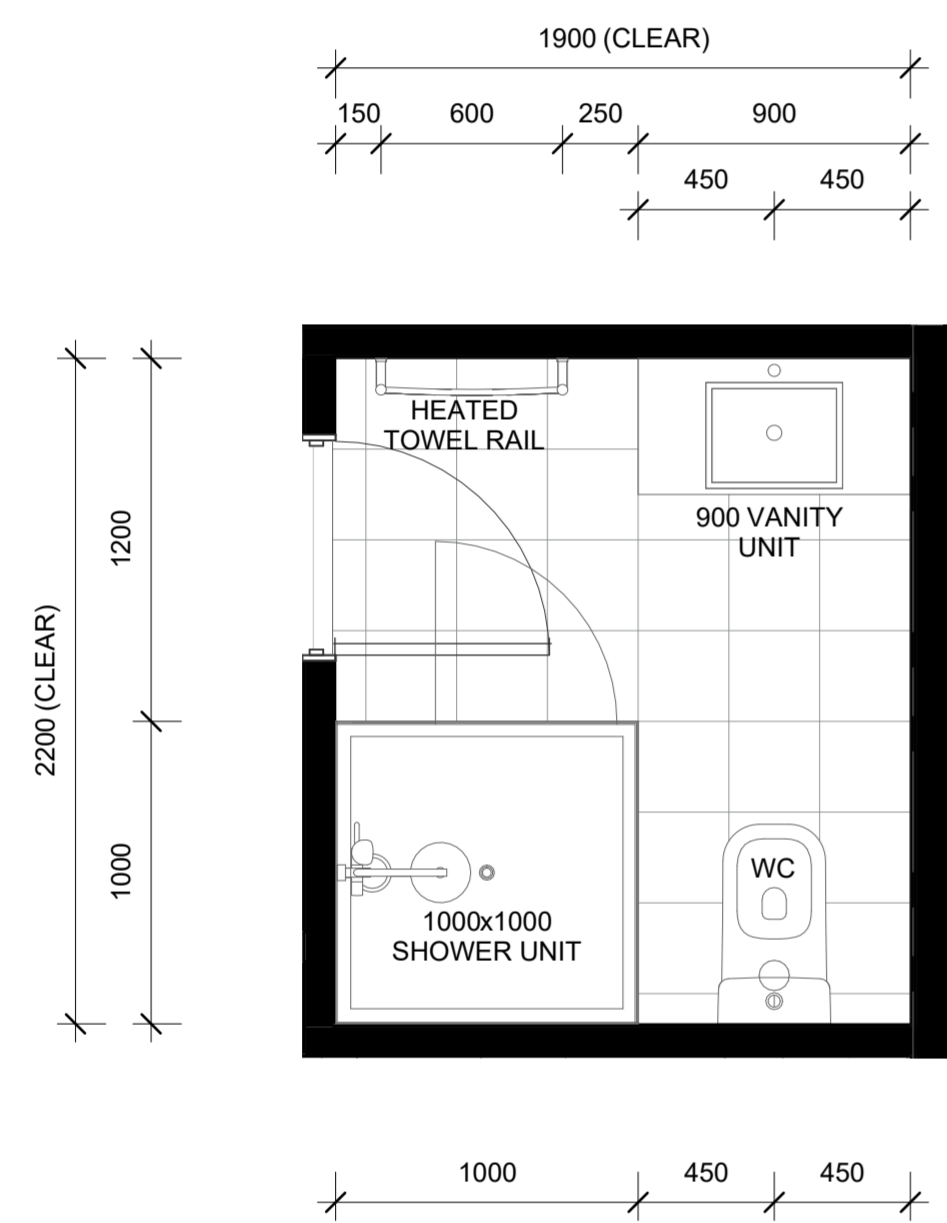 1900 (CLEAR)
150 600 250 900
450 450
HEATED
TOWEL RAIL
900 VANITY
UNIT
1200
2200 (CLEAR)
1000
WC
1000x1000
SHOWER UNIT
1000 450 450